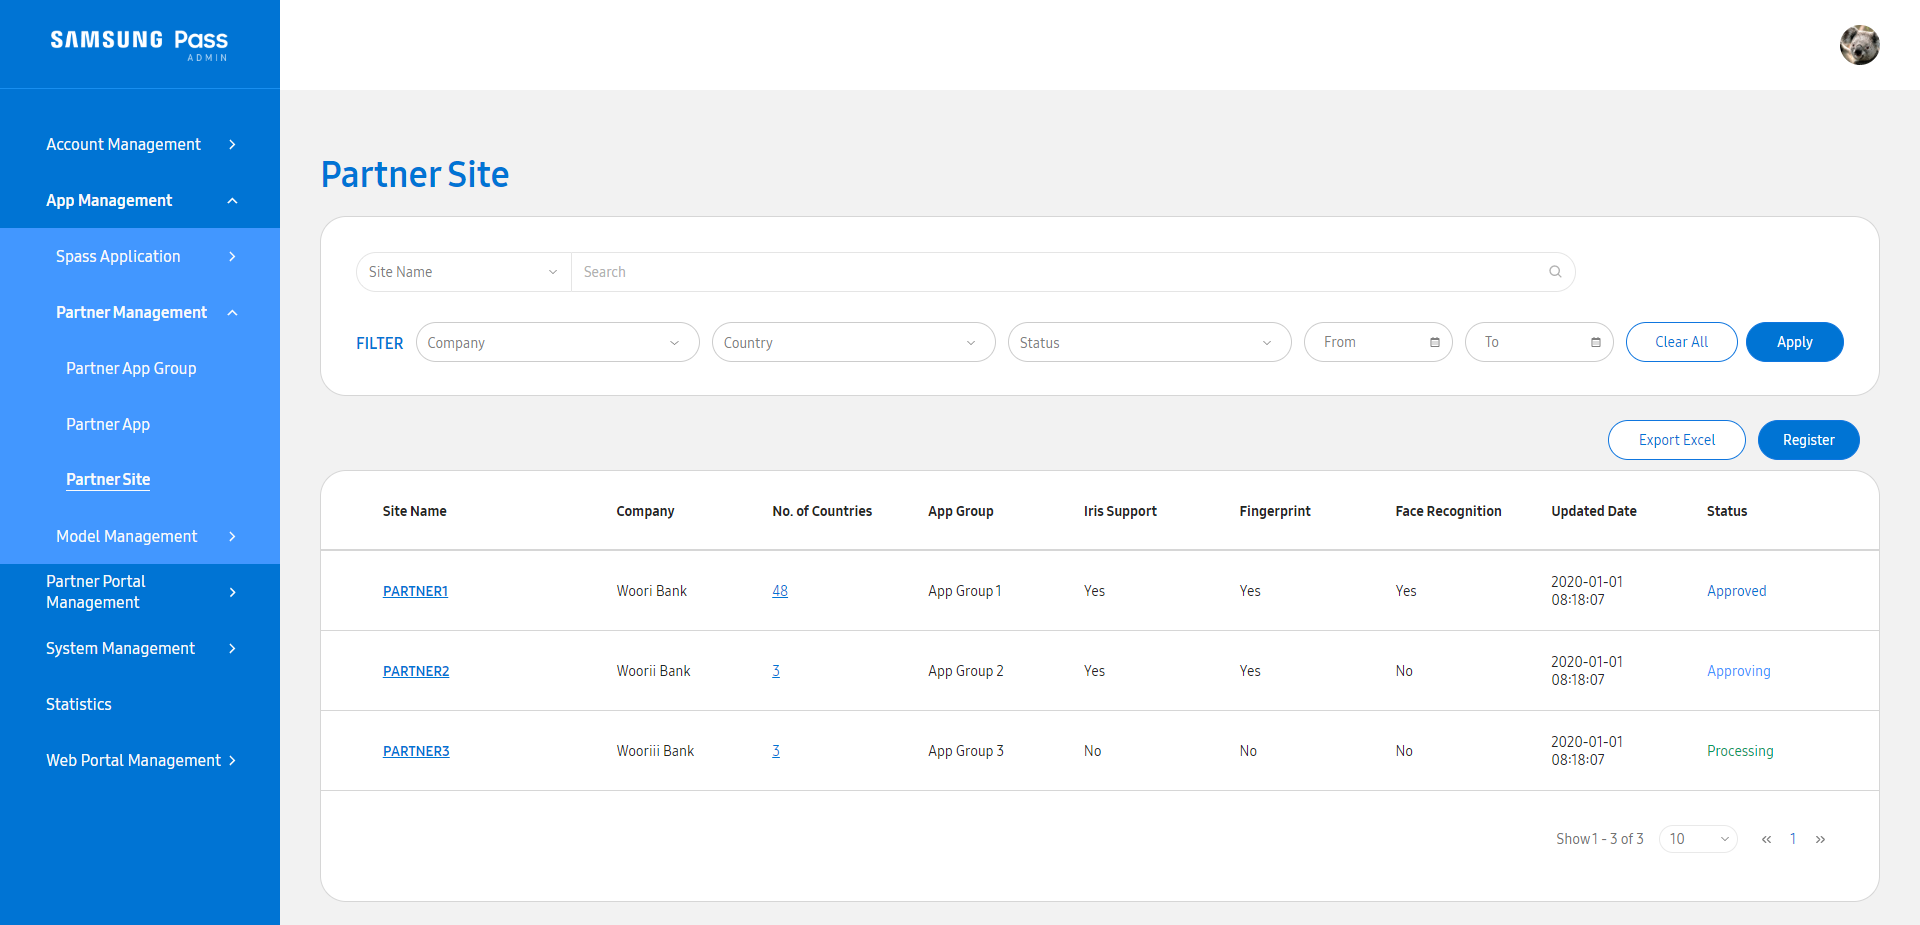 SAMSUNG Pass
ADMIN
Account Management
App Management
Spass Application
Partner Management
Partner App Group
Partner App
Partner Site
Model Management
Partner Portal
Management
System Management
Statistics
Web Portal Management
Partner Site
Site Name Search
FILTER Company Country Status From To Clear All Apply
Export Excel Register
Site Name Company No. of Countries App Group Iris Support Fingerprint Face Recognition Updated Date Status
PARTNER1 Woori Bank 48 App Group 1 Yes Yes Yes 2020-01-01 08:18:07 Approved
PARTNER2 Woorii Bank 3 App Group 2 Yes Yes No 2020-01-01 08:18:07 Approving
PARTNER3 Wooriii Bank 3 App Group 3 No No No 2020-01-01 08:18:07 Processing
Show 1 - 3 of 3 10 « 1 »